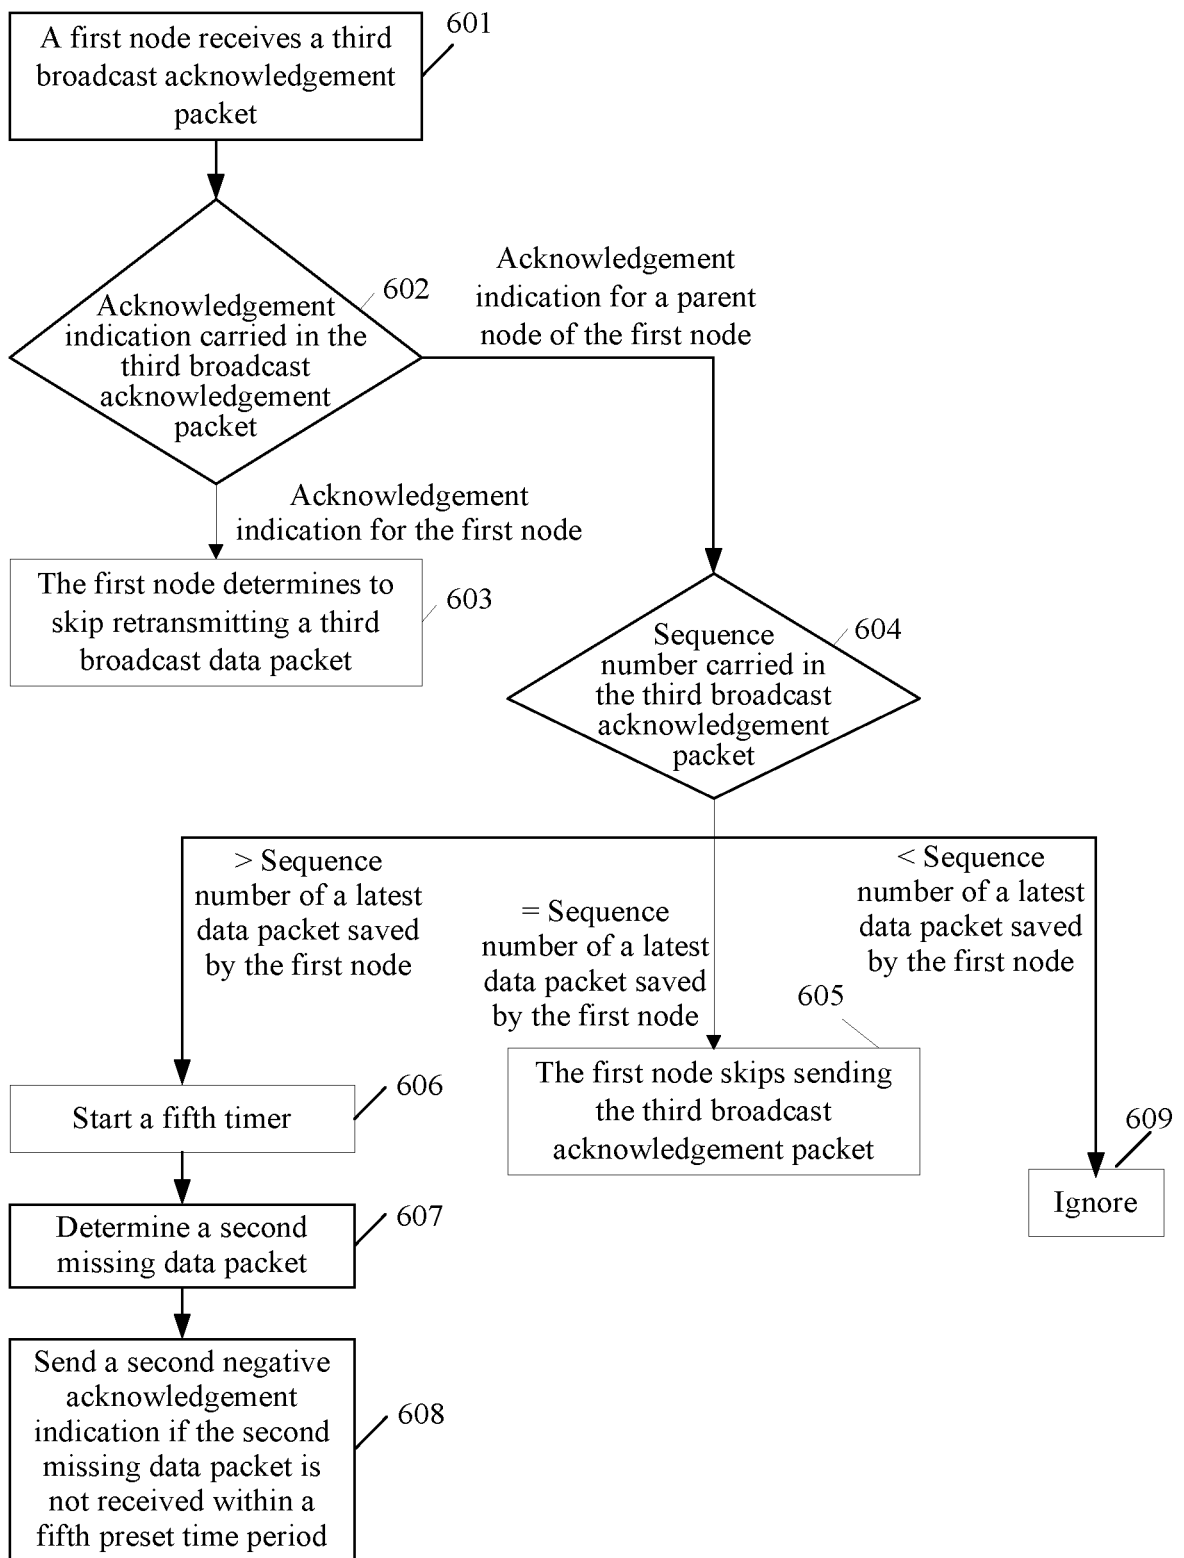 A first node receives a third
broadcast acknowledgement
packet
601
Acknowledgement
indication carried in the
third broadcast
acknowledgement
packet
602
Acknowledgement
indication for a parent
node of the first node
Acknowledgement
indication for the first node
The first node determines to
skip retransmitting a third
broadcast data packet
603
Sequence
number carried in
the third broadcast
acknowledgement
packet
604
> Sequence
number of a latest
data packet saved
by the first node
= Sequence
number of a latest
data packet saved
by the first node
< Sequence
number of a latest
data packet saved
by the first node
605
The first node skips sending
the third broadcast
acknowledgement packet
Start a fifth timer
606
609
Ignore
Determine a second
missing data packet
607
Send a second negative
acknowledgement
indication if the second
missing data packet is
not received within a
fifth preset time period
608